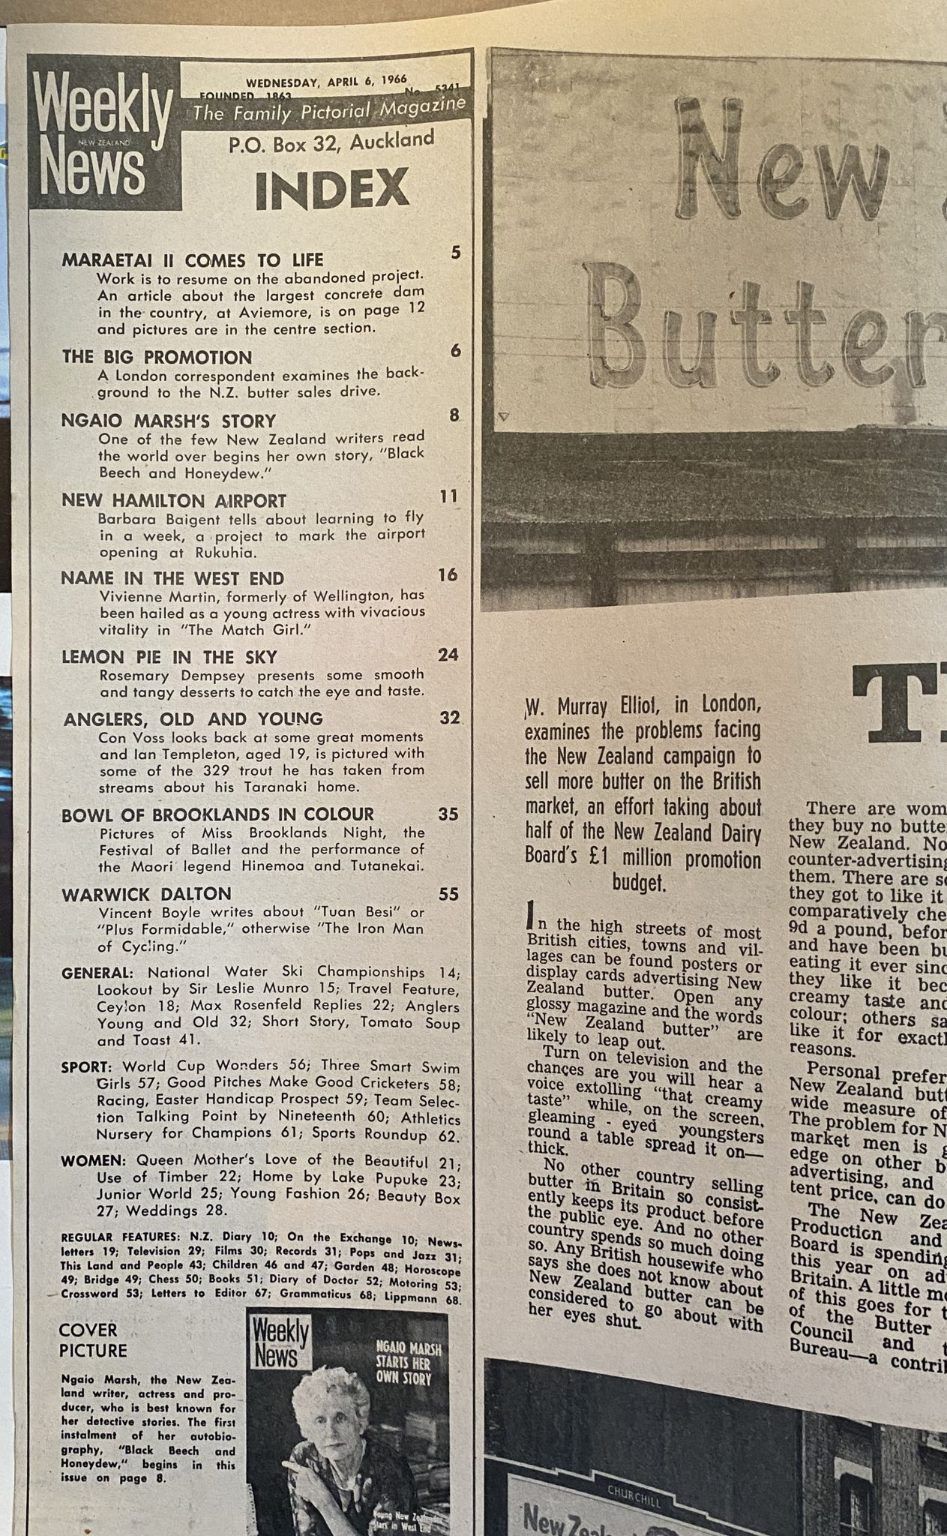 Weekly
NEW ZEALAND
News
WEDNESDAY, APRIL 6, 1966
FOUNDED 1863 No. 5341
The Family Pictorial Magazine
P.O. Box 32, Auckland
INDEX
MARAETAI II COMES TO LIFE 5
Work is to resume on the abandoned project.
An article about the largest concrete dam
in the country, at Aviemore, is on page 12
and pictures are in the centre section.
THE BIG PROMOTION 6
A London correspondent examines the back-
ground to the N.Z. butter sales drive.
NGAIO MARSH'S STORY 8
One of the few New Zealand writers read
the world over begins her own story, "Black
Beech and Honeydew."
NEW HAMILTON AIRPORT 11
Barbara Baigent tells about learning to fly
in a week, a project to mark the airport
opening at Rukuhia.
NAME IN THE WEST END 16
Vivienne Martin, formerly of Wellington, has
been hailed as a young actress with vivacious
vitality in "The Match Girl."
LEMON PIE IN THE SKY 24
Rosemary Dempsey presents some smooth
and tangy desserts to catch the eye and taste.
ANGLERS, OLD AND YOUNG 32
Con Voss looks back at some great moments
and Ian Templeton, aged 19, is pictured with
some of the 329 trout he has taken from
streams about his Taranaki home.
BOWL OF BROOKLANDS IN COLOUR 35
Pictures of Miss Brooklands Night, the
Festival of Ballet and the performance of
the Maori legend Hinemoa and Tutanekai.
WARWICK DALTON 55
Vincent Boyle writes about "Tuan Besi" or
"Plus Formidable," otherwise "The Iron Man
of Cycling."
GENERAL: National Water Ski Championships 14;
Lookout by Sir Leslie Munro 15; Travel Feature,
Ceylon 18; Max Rosenfeld Replies 22; Anglers
Young and Old 32; Short Story, Tomato Soup
and Toast 41.
SPORT: World Cup Wonders 56; Three Smart Swim
Girls 57; Good Pitches Make Good Cricketers 58;
Racing, Easter Handicap Prospect 59; Team Selec-
tion Talking Point by Nineteenth 60; Athletics
Nursery for Champions 61; Sports Roundup 62.
WOMEN: Queen Mother's Love of the Beautiful 21;
Use of Timber 22; Home by Lake Pupuke 23;
Junior World 25; Young Fashion 26; Beauty Box
27; Weddings 28.
REGULAR FEATURES: N.Z. Diary 10; On the Exchange 10; News-
letters 19; Television 29; Films 30; Records 31; Pops and Jazz 31;
This Land and People 43; Children 46 and 47; Garden 48; Horoscope
49; Bridge 49; Chess 50; Books 51; Diary of Doctor 52; Motoring 53;
Crossword 53; Letters to Editor 67; Grammaticus 68; Lippmann 68.
COVER
PICTURE
Ngaio Marsh, the New Zea-
land writer, actress and pro-
ducer, who is best known for
her detective stories. The first
instalment of her autobio-
graphy, "Black Beech and
Honeydew," begins in this
issue on page 8.
Weekly
News
NGAIO MARSH
STARTS HER
OWN STORY
Young New Zealander
Stars in West End
New
Butter
W. Murray Elliot, in London,
examines the problems facing
the New Zealand campaign to
sell more butter on the British
market, an effort taking about
half of the New Zealand Dairy
Board's £1 million promotion
budget.
In the high streets of most
British cities, towns and vil-
lages can be found posters or
display cards advertising New
Zealand butter. Open any
glossy magazine and the words
"New Zealand butter" are
likely to leap out.
Turn on television and the
chances are you will hear a
voice extolling "that creamy
taste" while, on the screen,
gleaming - eyed youngsters
round a table spread it on—
thick.
No other country selling
butter in Britain so consist-
ently keeps its product before
the public eye. And no other
country spends so much doing
so. Any British housewife who
says she does not know about
New Zealand butter can be
considered to go about with
her eyes shut.
T
There are wom
they buy no butte
New Zealand. No
counter-advertising
them. There are s
they got to like it
comparatively che
9d a pound, befor
and have been bu
eating it ever sinc
they like it bec
creamy taste and
colour; others sa
like it for exactl
reasons.
Personal prefer
New Zealand butt
wide measure of
The problem for N
market men is g
edge on other b
advertising, and
tent price, can do
The New Zea
Production and
Board is spending
this year on ad
Britain. A little m
of this goes for t
of the Butter
Council and t
Bureau—a contri
CHURCHILL
New Zeal